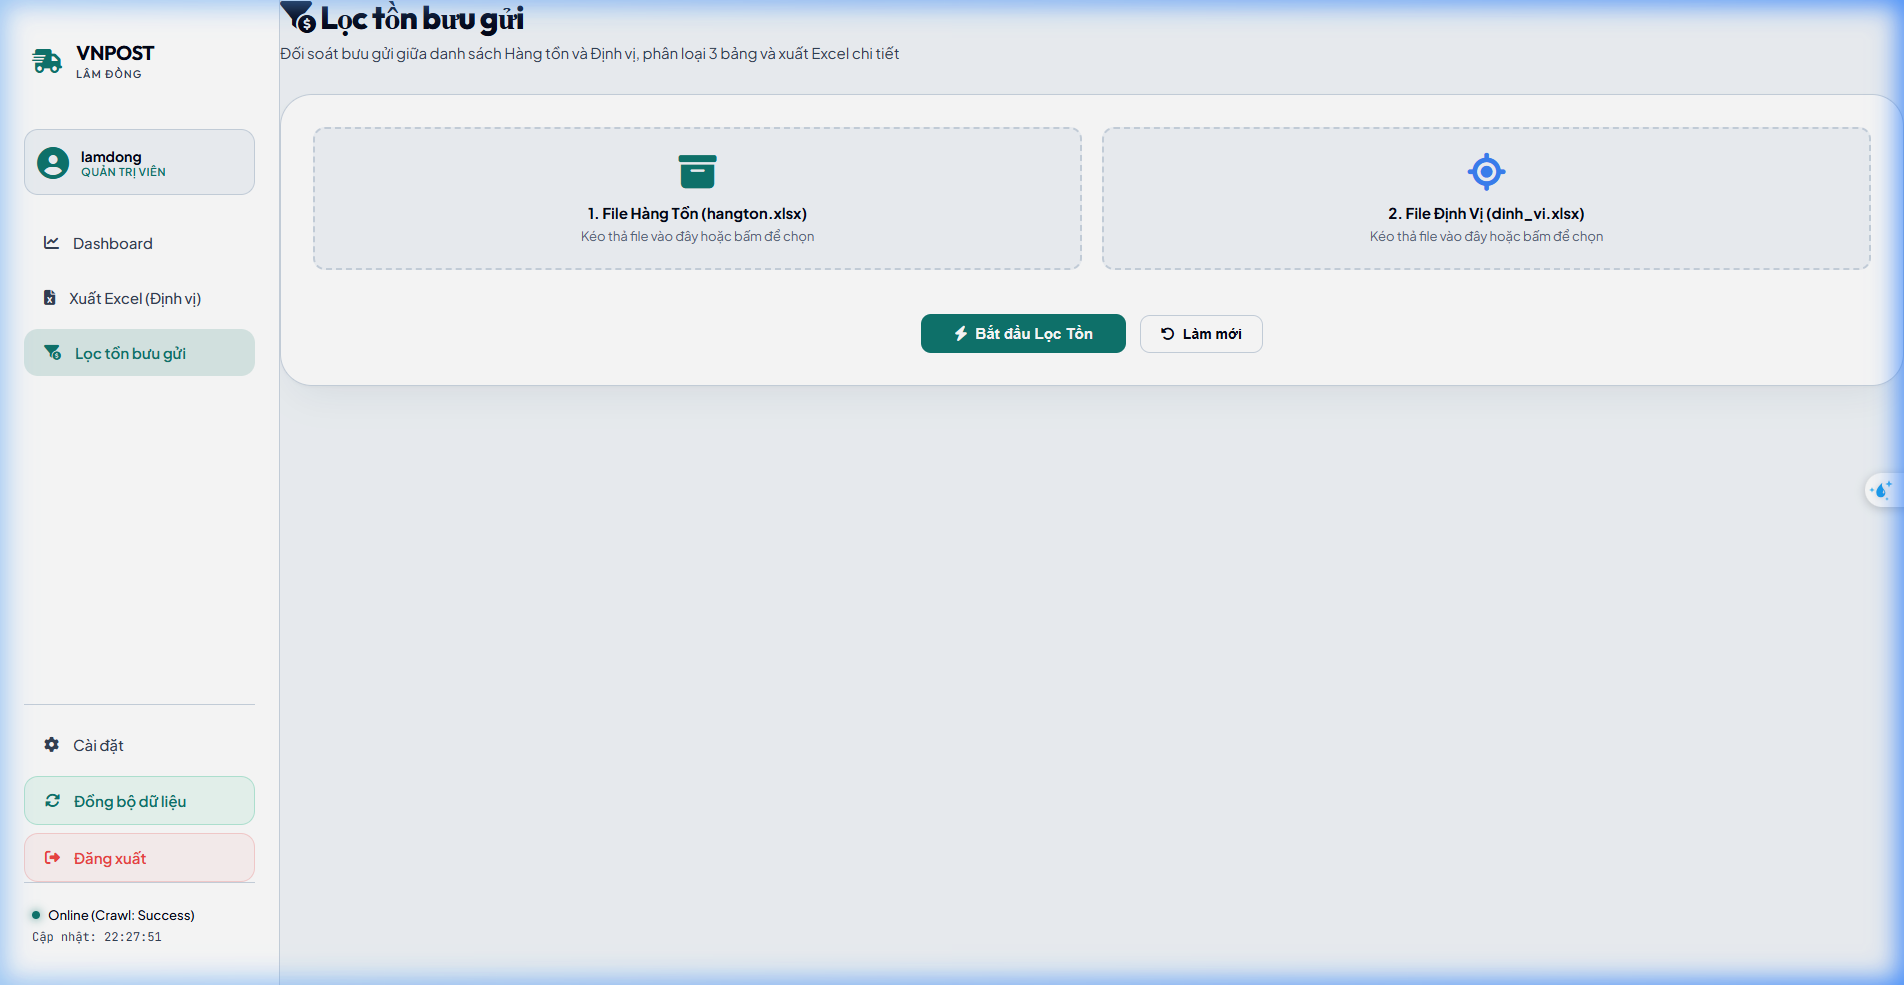 VNPOST
LÂM ĐỒNG
lamdong
QUẢN TRỊ VIÊN
Dashboard
Xuất Excel (Định vị)
Lọc tồn bưu gửi
Cài đặt
Đồng bộ dữ liệu
Đăng xuất
Online (Crawl: Success)
Cập nhật: 22:27:51
Lọc tồn bưu gửi
Đối soát bưu gửi giữa danh sách Hàng tồn và Định vị, phân loại 3 bảng và xuất Excel chi tiết
1. File Hàng Tồn (hangton.xlsx)
Kéo thả file vào đây hoặc bấm để chọn
2. File Định Vị (dinh_vi.xlsx)
Kéo thả file vào đây hoặc bấm để chọn
Bắt đầu Lọc Tồn
Làm mới